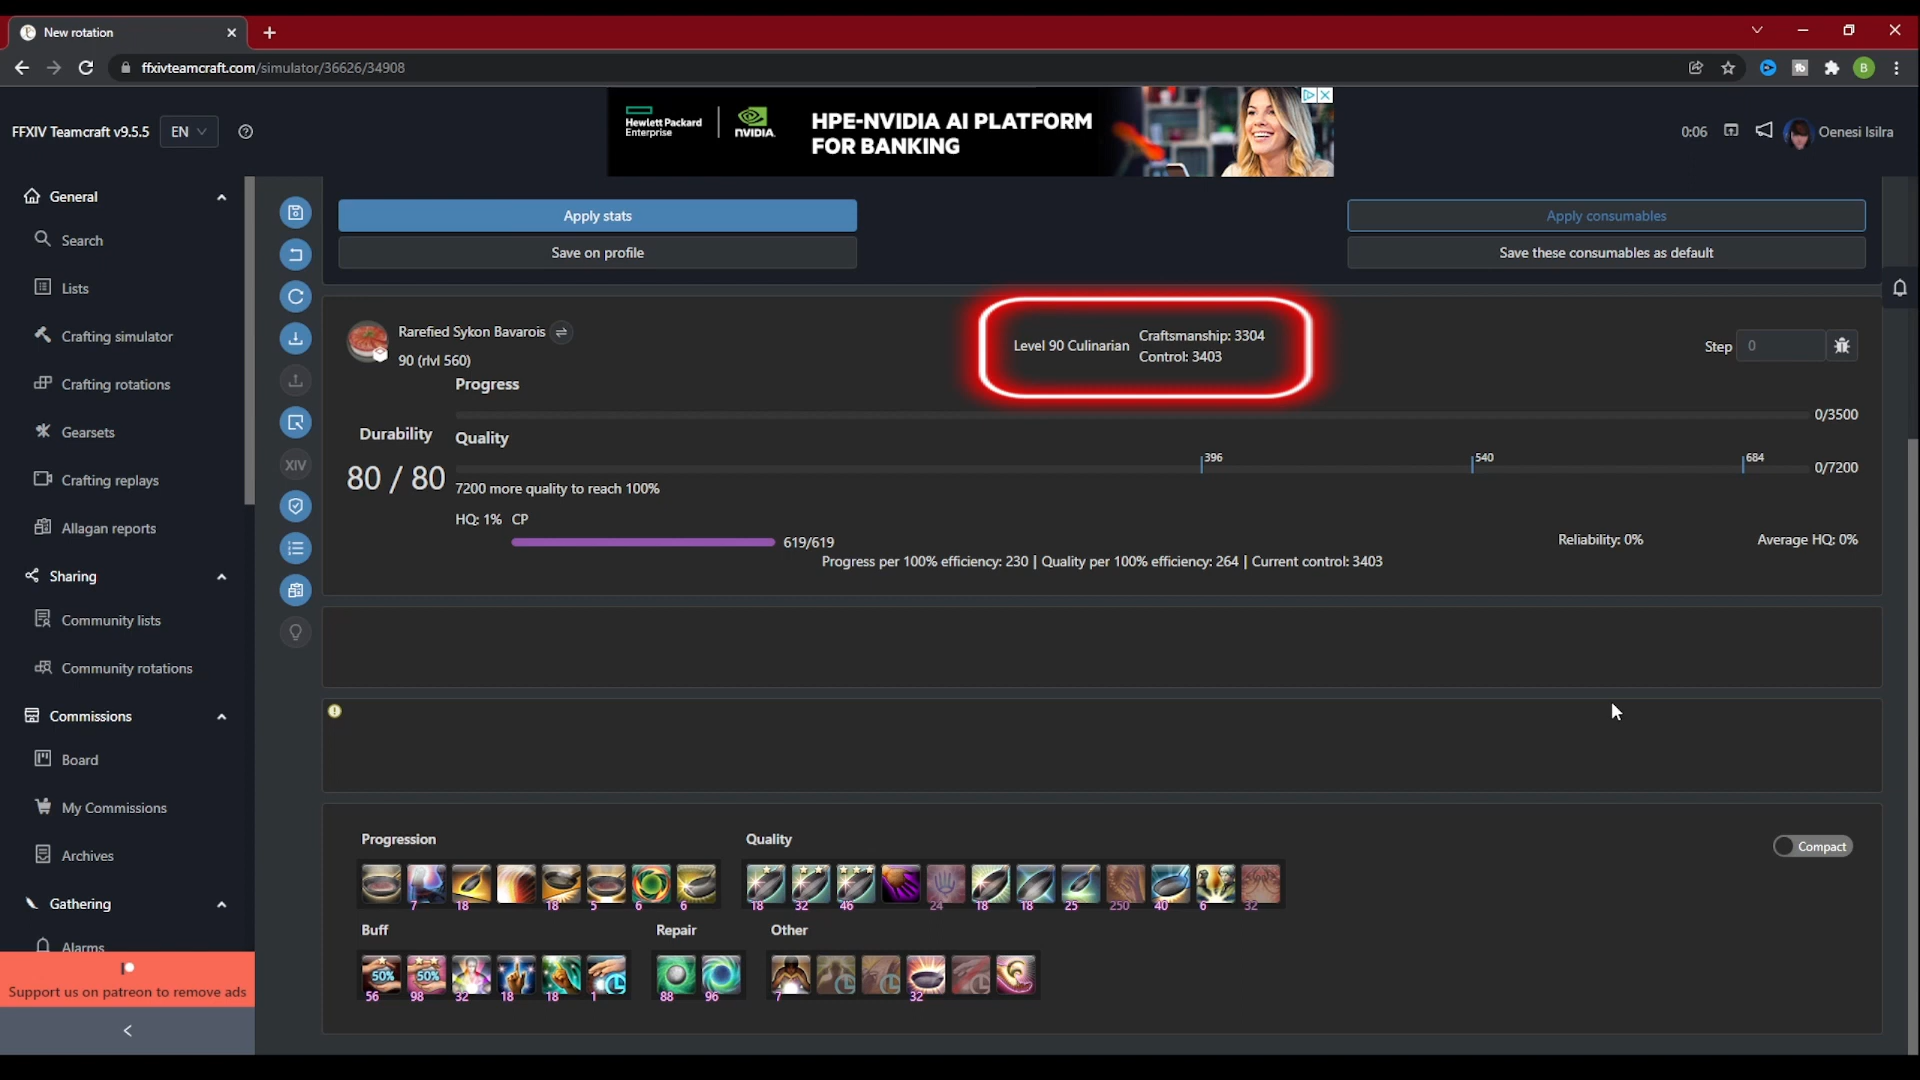 New rotation
ffxivteamcraft.com/simulator/36626/34908
B
FFXIV Teamcraft v9.5.5
EN
Hewlett Packard
Enterprise
NVIDIA.
HPE-NVIDIA AI PLATFORM
FOR BANKING
0:06
Oenesi Isilra
General
Search
Lists
Crafting simulator
Crafting rotations
Gearsets
Crafting replays
Allagan reports
Sharing
Community lists
Community rotations
Commissions
Board
My Commissions
Archives
Gathering
Alarms
Support us on patreon to remove ads
XIV
Apply stats
Save on profile
Apply consumables
Save these consumables as default
Rarefied Sykon Bavarois
90 (rlvl 560)
Level 90 Culinarian
Craftsmanship: 3304
Control: 3403
Step 0
Progress
0/3500
Durability
80 / 80
Quality
396
540
684
0/7200
7200 more quality to reach 100%
HQ: 1% CP
619/619
Reliability: 0%
Average HQ: 0%
Progress per 100% efficiency: 230 | Quality per 100% efficiency: 264 | Current control: 3403
Progression
7 18 18 5 6 6
Quality
18 32 46 24 18 18 25 250 40 6 32
Compact
Buff
50% 50%
56 98 32 18 18 1
Repair
88 96
Other
7 32